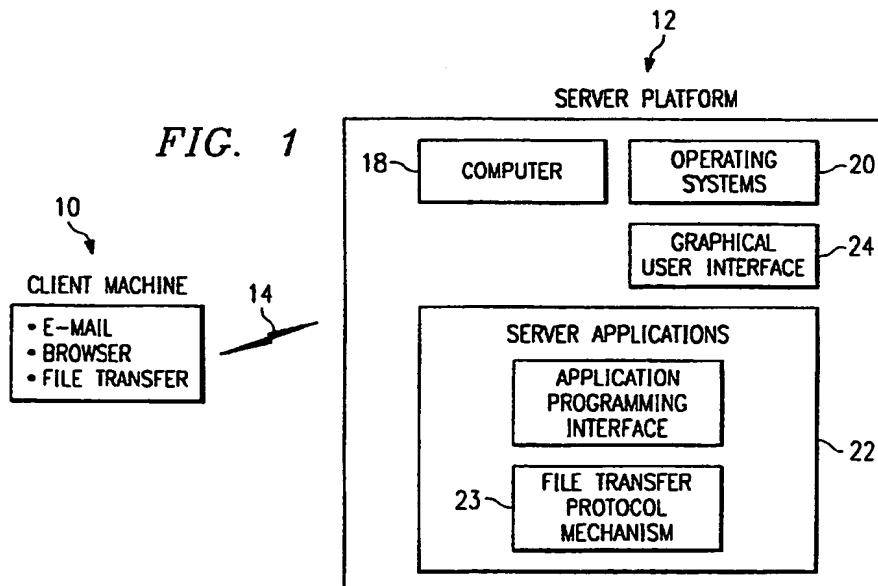 12
SERVER PLATFORM
FIG. 1
18
COMPUTER
OPERATING
SYSTEMS
20
10
GRAPHICAL
USER INTERFACE
24
CLIENT MACHINE
• E-MAIL
• BROWSER
• FILE TRANSFER
14
SERVER APPLICATIONS
APPLICATION
PROGRAMMING
INTERFACE
22
23
FILE TRANSFER
PROTOCOL
MECHANISM